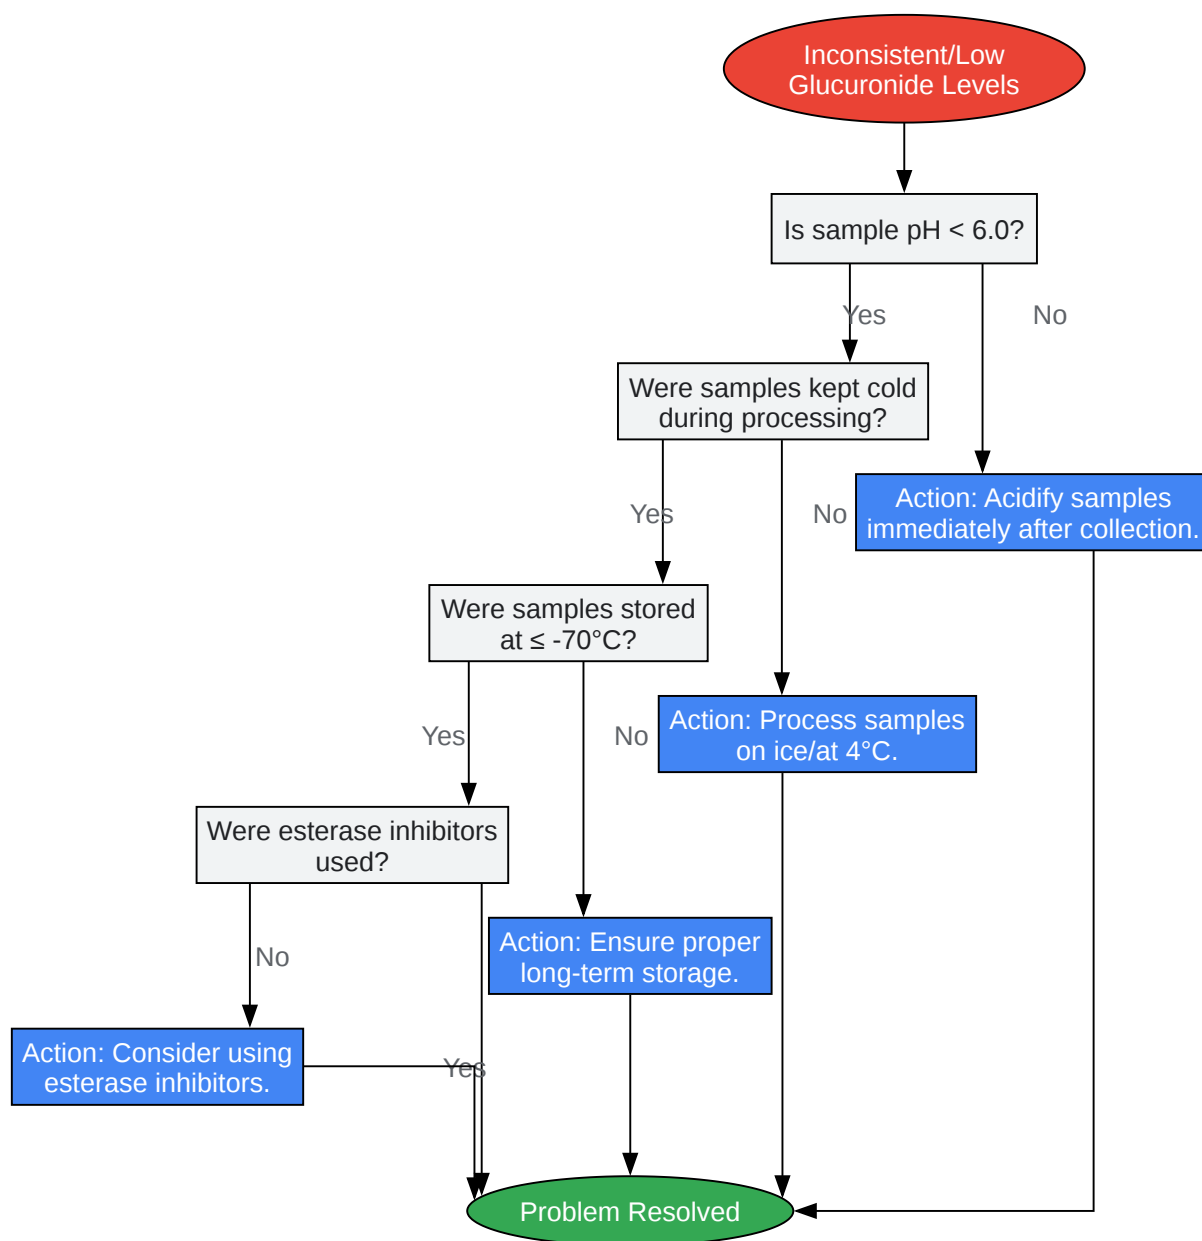 Inconsistent/Low
Glucuronide Levels
Is sample pH < 6.0?
Yes
No
Were samples kept cold
during processing?
Yes
No
Action: Acidify samples
immediately after collection.
Were samples stored
at ≤ -70°C?
Yes
No
Action: Process samples
on ice/at 4°C.
Were esterase inhibitors
used?
No
Action: Ensure proper
long-term storage.
Action: Consider using
esterase inhibitors.
Yes
Problem Resolved